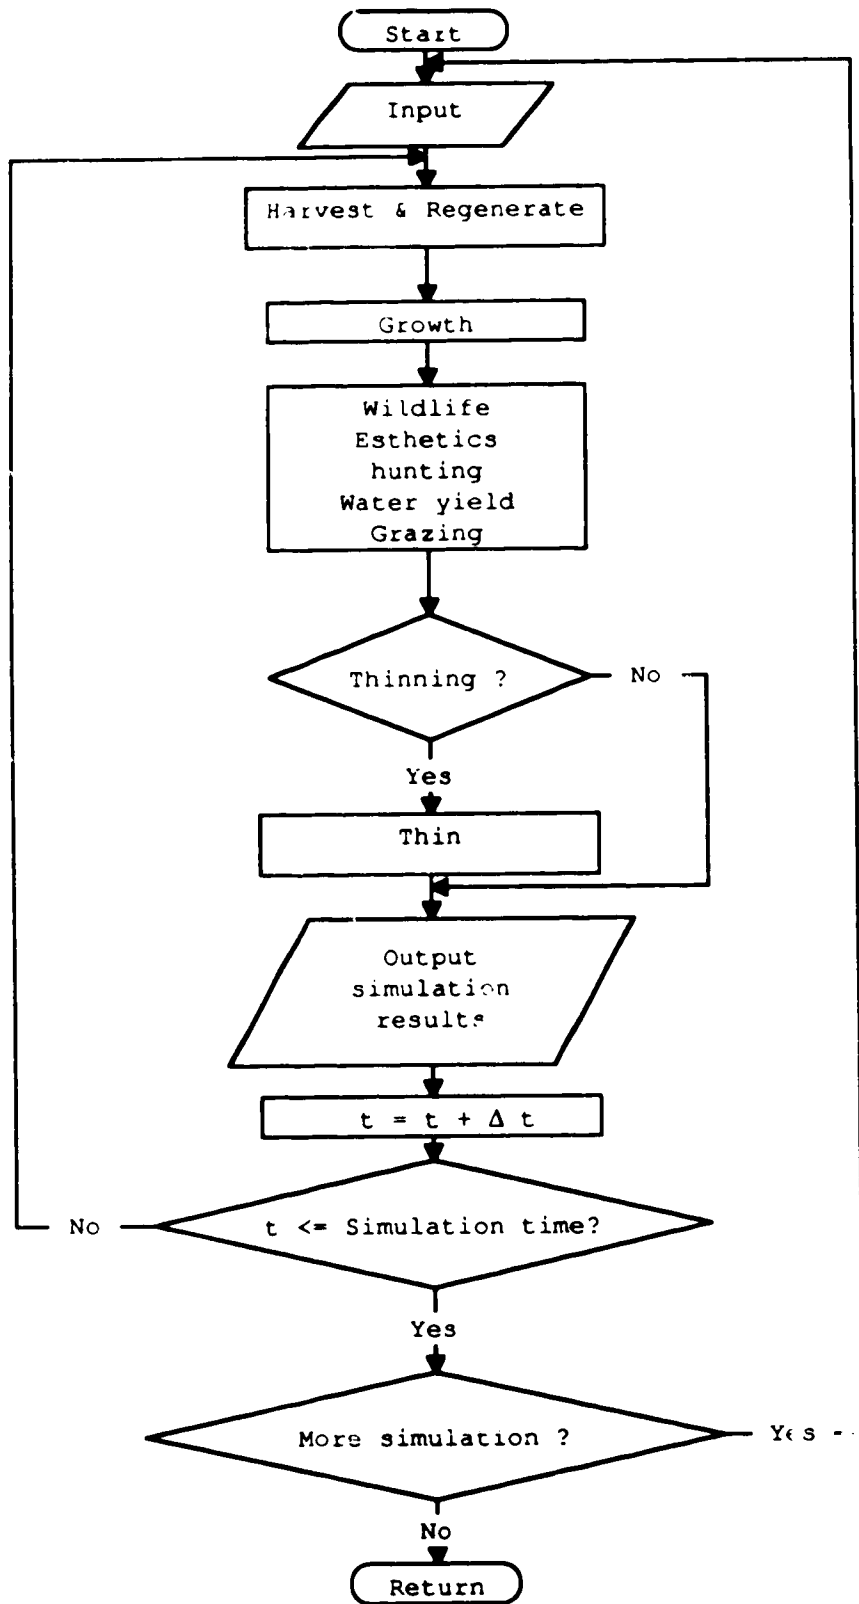 Start
Input
Harvest & Regenerate
Growth
Wildlife
Esthetics
hunting
Water yield
Grazing
Thinning ?
No
Yes
Thin
Output
simulation
results
t = t + Δ t
No
t <= Simulation time?
Yes
More simulation ?
Yes
No
Return